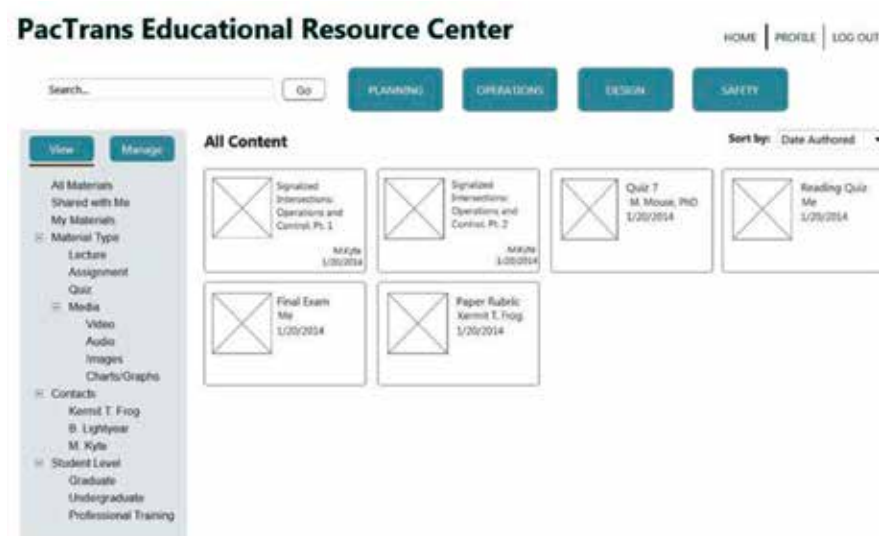 PacTrans Educational Resource Center
HOME PROFILE LOG OUT
Search... Go PLANNING OPERATIONS DESIGN SAFETY
View Manage
All Content
Sort by: Date Authored
All Materials
Shared with Me
My Materials
Material Type
Lecture
Assignment
Quiz
Media
Video
Audio
Images
Charts/Graphs
Contacts
Kermit T. Frog
B. Lightyear
M. Kyte
Student Level
Graduate
Undergraduate
Professional Training
Signalized
Intersections:
Operations and
Control, Pt. 1
M.Kyte
1/20/2014
Signalized
Intersections:
Operations and
Control, Pt. 2
M.Kyte
1/20/2014
Quiz 7
M. Mouse, PhD
1/20/2014
Reading Quiz
Me
1/20/2014
Final Exam
Me
1/20/2014
Paper Rubric
Kermit T. Frog
1/20/2014